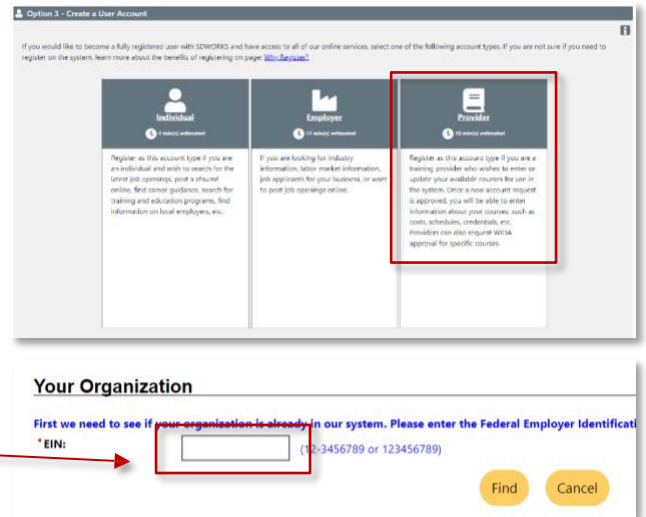 Option 3 - Create a User Account
If you would like to become a fully registered user with SDWORKS and have access to all of our online services, select one of the following account types. If you are not sure if you need to
register on the system, learn more about the benefits of registering on page: Why Register?.
Individual
4 min(s) estimated
Register as this account type if you are
an individual and wish to search for the
latest job openings, post a résumé
online, find career guidance, search for
training and education programs, find
information on local employers, etc.
Employer
min(s) estimated
If you are looking for industry
information, labor market information,
job applicants for your business, or want
to post job openings online.
Provider
min(s) estimated
Register as this account type if you are a
training provider who wishes to enter or
update your available courses for use in
the system. Once a new account request
is approved, you will be able to enter
information about your courses, such as
costs, schedules, credentials, etc.
Providers can also request WIOA
approval for specific courses.
Your Organization
First we need to see if your organization is already in our system. Please enter the Federal Employer Identificati
*EIN:
(12-3456789 or 123456789)
Find Cancel